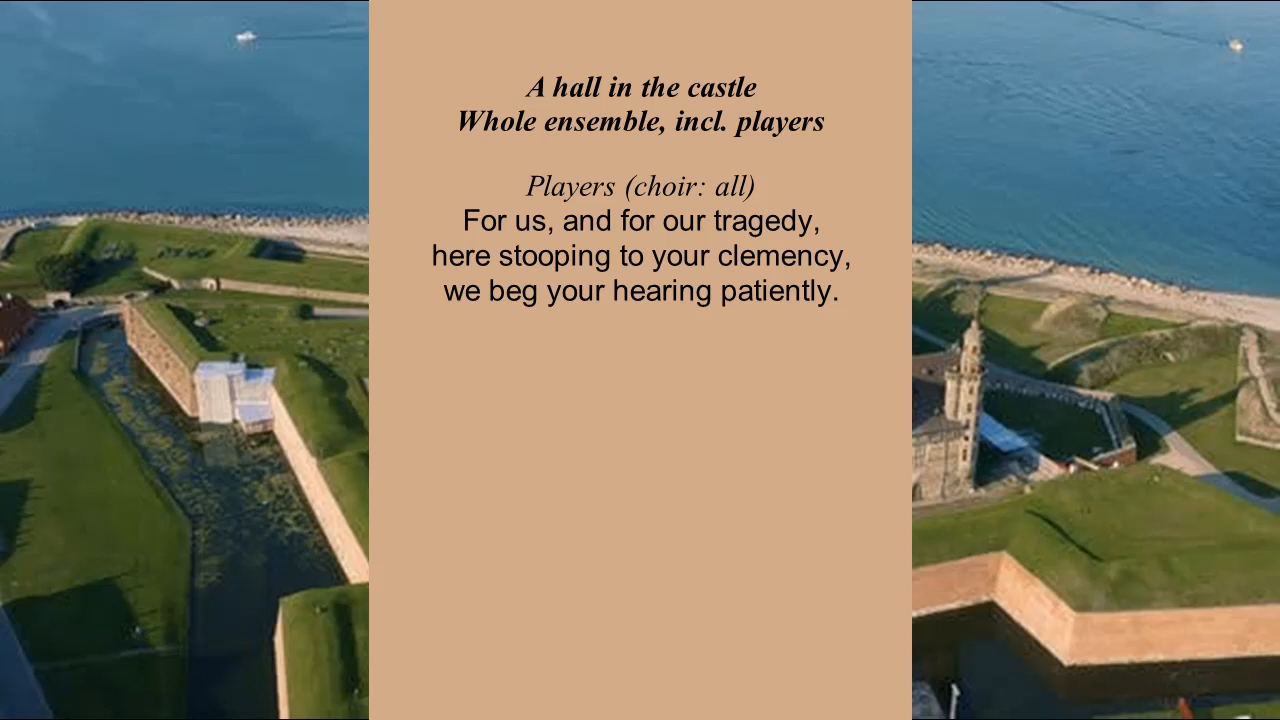 A hall in the castle
Whole ensemble, incl. players
Players (choir: all)
For us, and for our tragedy,
here stooping to your clemency,
we beg your hearing patiently.